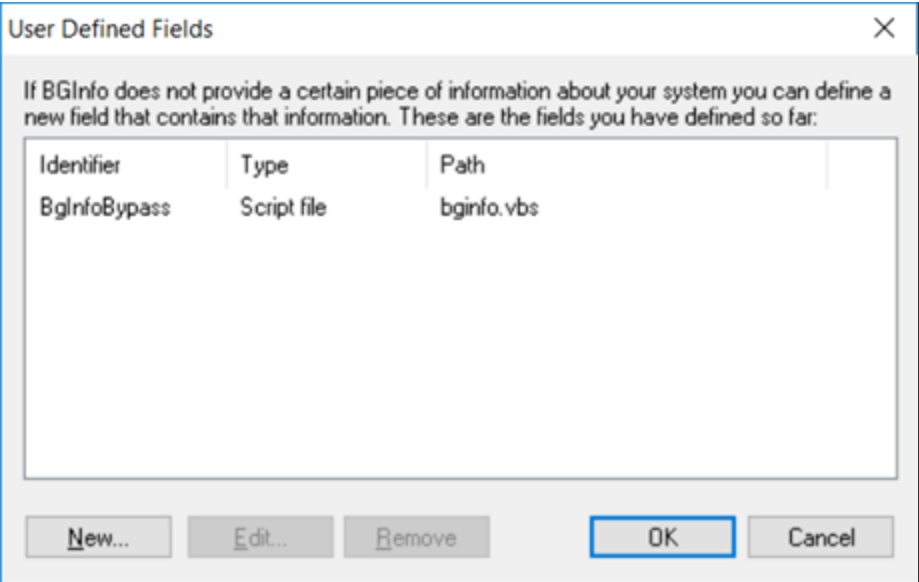 User Defined Fields
If BGInfo does not provide a certain piece of information about your system you can define a
new field that contains that information. These are the fields you have defined so far:
Identifier Type Path
BgInfoBypass Script file bginfo.vbs
New... Edit... Remove OK Cancel